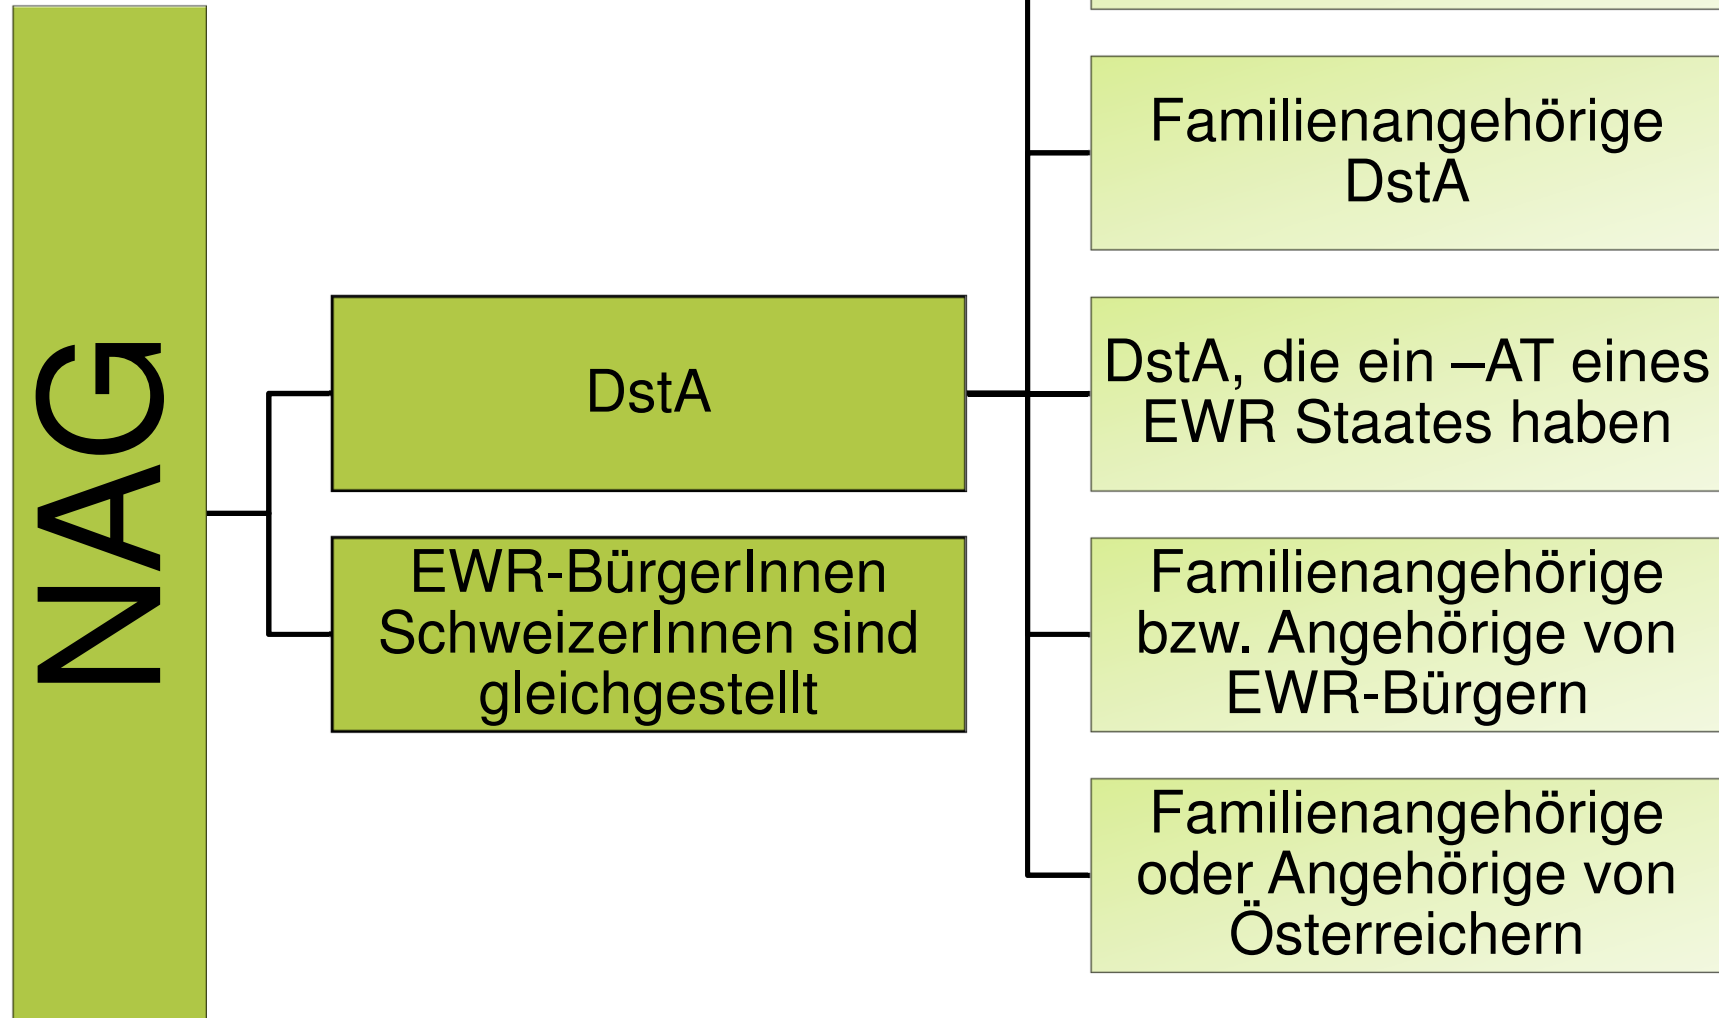 NAG
DstA
EWR-BürgerInnen
SchweizerInnen sind
gleichgestellt
Familienangehörige
DstA
DstA, die ein –AT eines
EWR Staates haben
Familienangehörige
bzw. Angehörige von
EWR-Bürgern
Familienangehörige
oder Angehörige von
Österreichern